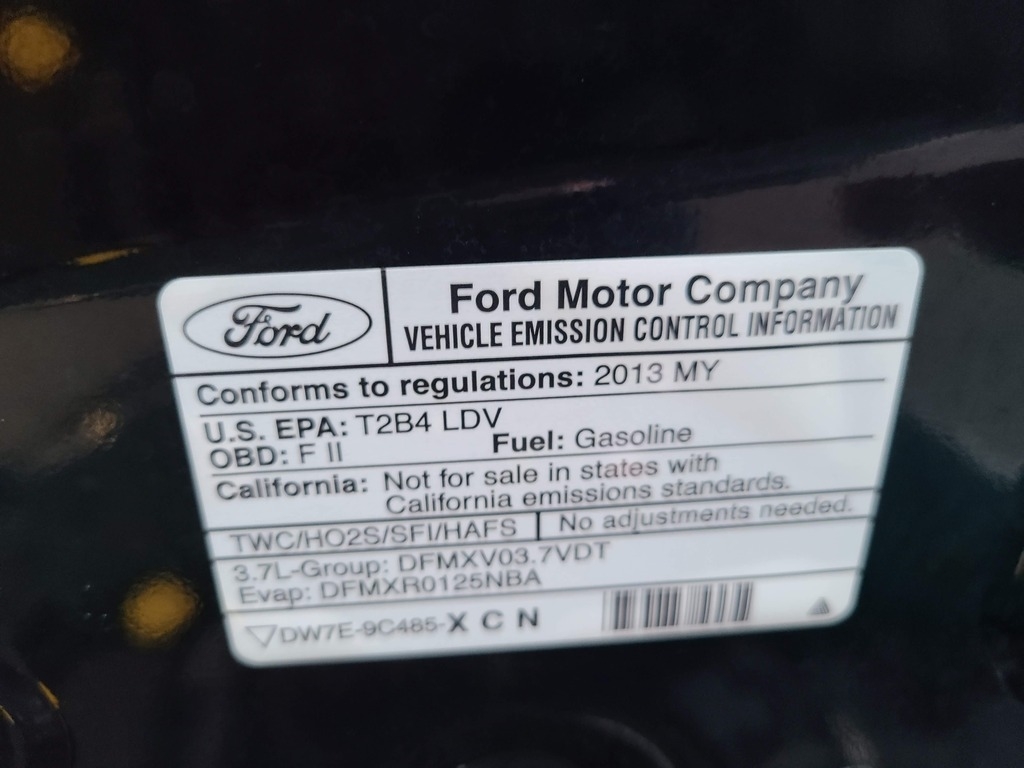 Ford
Ford Motor Company
VEHICLE EMISSION CONTROL INFORMATION
Conforms to regulations: 2013 MY
U.S. EPA: T2B4 LDV
OBD: F II Fuel: Gasoline
California: Not for sale in states with
California emissions standards.
TWC/HO2S/SFI/HAFS No adjustments needed.
3.7L-Group: DFMXV03.7VDT
Evap: DFMXR0125NBA
DW7E-9C485-X C N